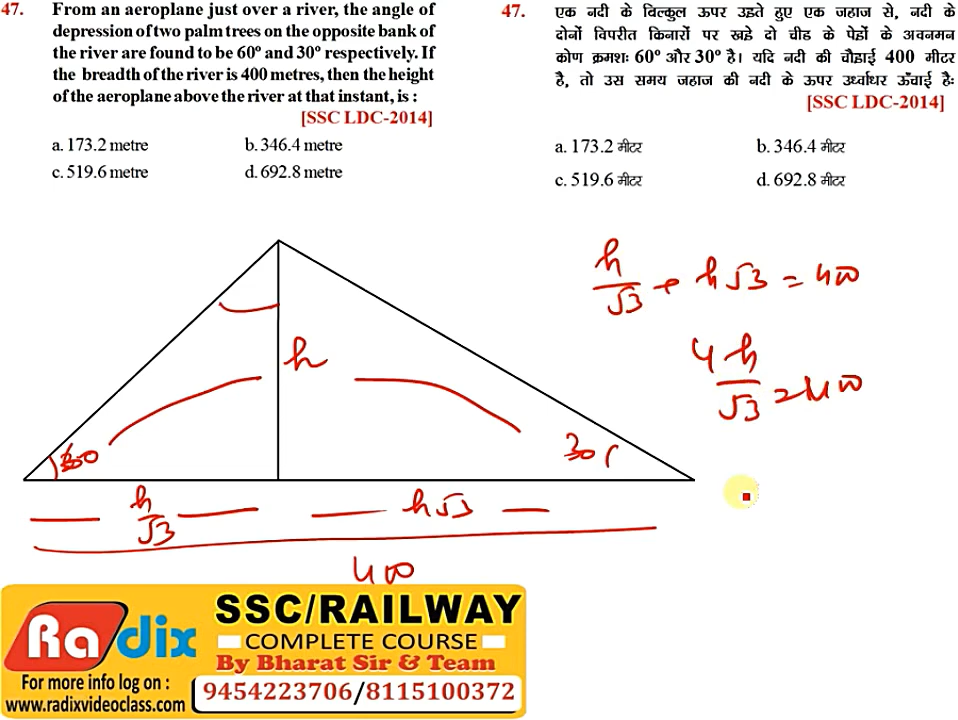 47. From an aeroplane just over a river, the angle of
depression of two palm trees on the opposite bank of
the river are found to be 60º and 30º respectively. If
the breadth of the river is 400 metres, then the height
of the aeroplane above the river at that instant, is :
[SSC LDC-2014]
a. 173.2 metre b. 346.4 metre
c. 519.6 metre d. 692.8 metre
47. एक नदी के बिल्कुल ऊपर उड़ते हुए एक जहाज से, नदी के
दोनों विपरीत किनारों पर खड़े दो चीड के पेड़ों के अवनमन
कोण क्रमशः 60º और 30º है। यदि नदी की चौड़ाई 400 मीटर
है, तो उस समय जहाज की नदी के ऊपर उर्ध्वाधर ऊँचाई हैः
[SSC LDC-2014]
a. 173.2 मीटर b. 346.4 मीटर
c. 519.6 मीटर d. 692.8 मीटर
h/√3 + h√3 = 400
4h/√3 = 400
h
60 30
h/√3 h√3
400
Radix
For more info log on :
www.radixvideoclass.com
SSC/RAILWAY
COMPLETE COURSE
By Bharat Sir & Team
9454223706/8115100372